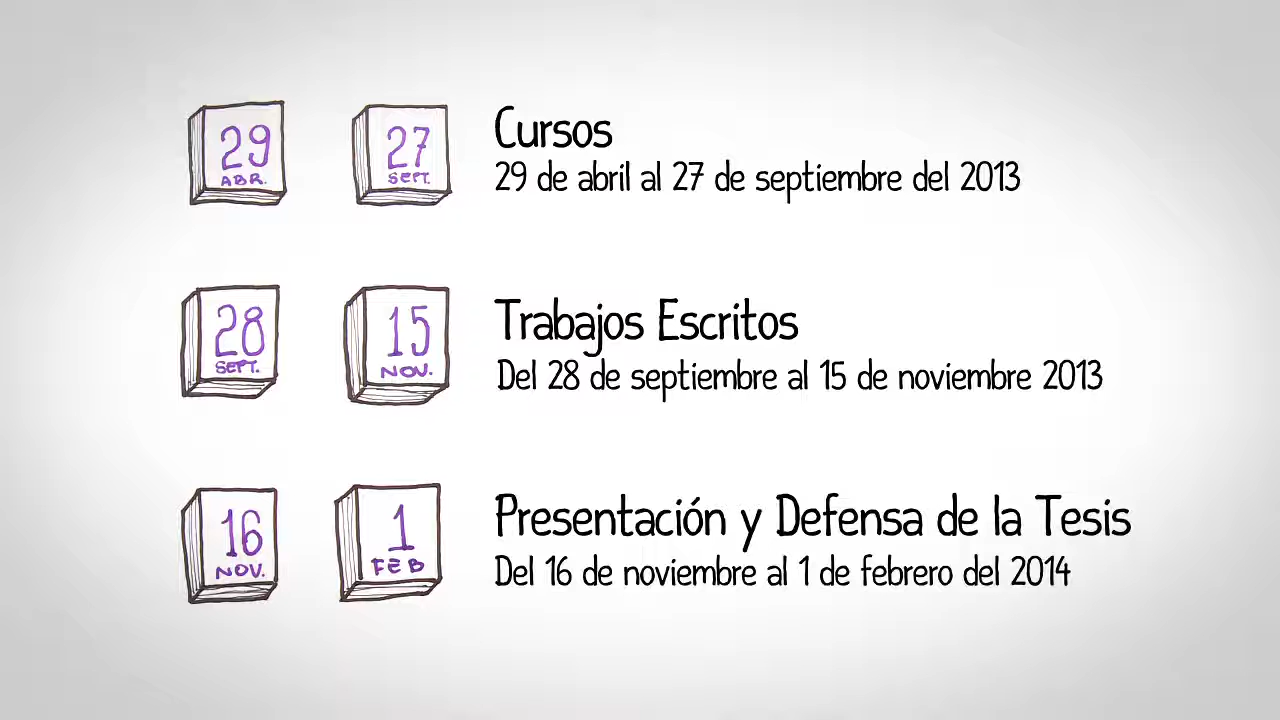 29
ABR.
27
SEPT.
Cursos
29 de abril al 27 de septiembre del 2013
28
SEPT.
15
NOV.
Trabajos Escritos
Del 28 de septiembre al 15 de noviembre 2013
16
NOV.
1
FEB
Presentación y Defensa de la Tesis
Del 16 de noviembre al 1 de febrero del 2014